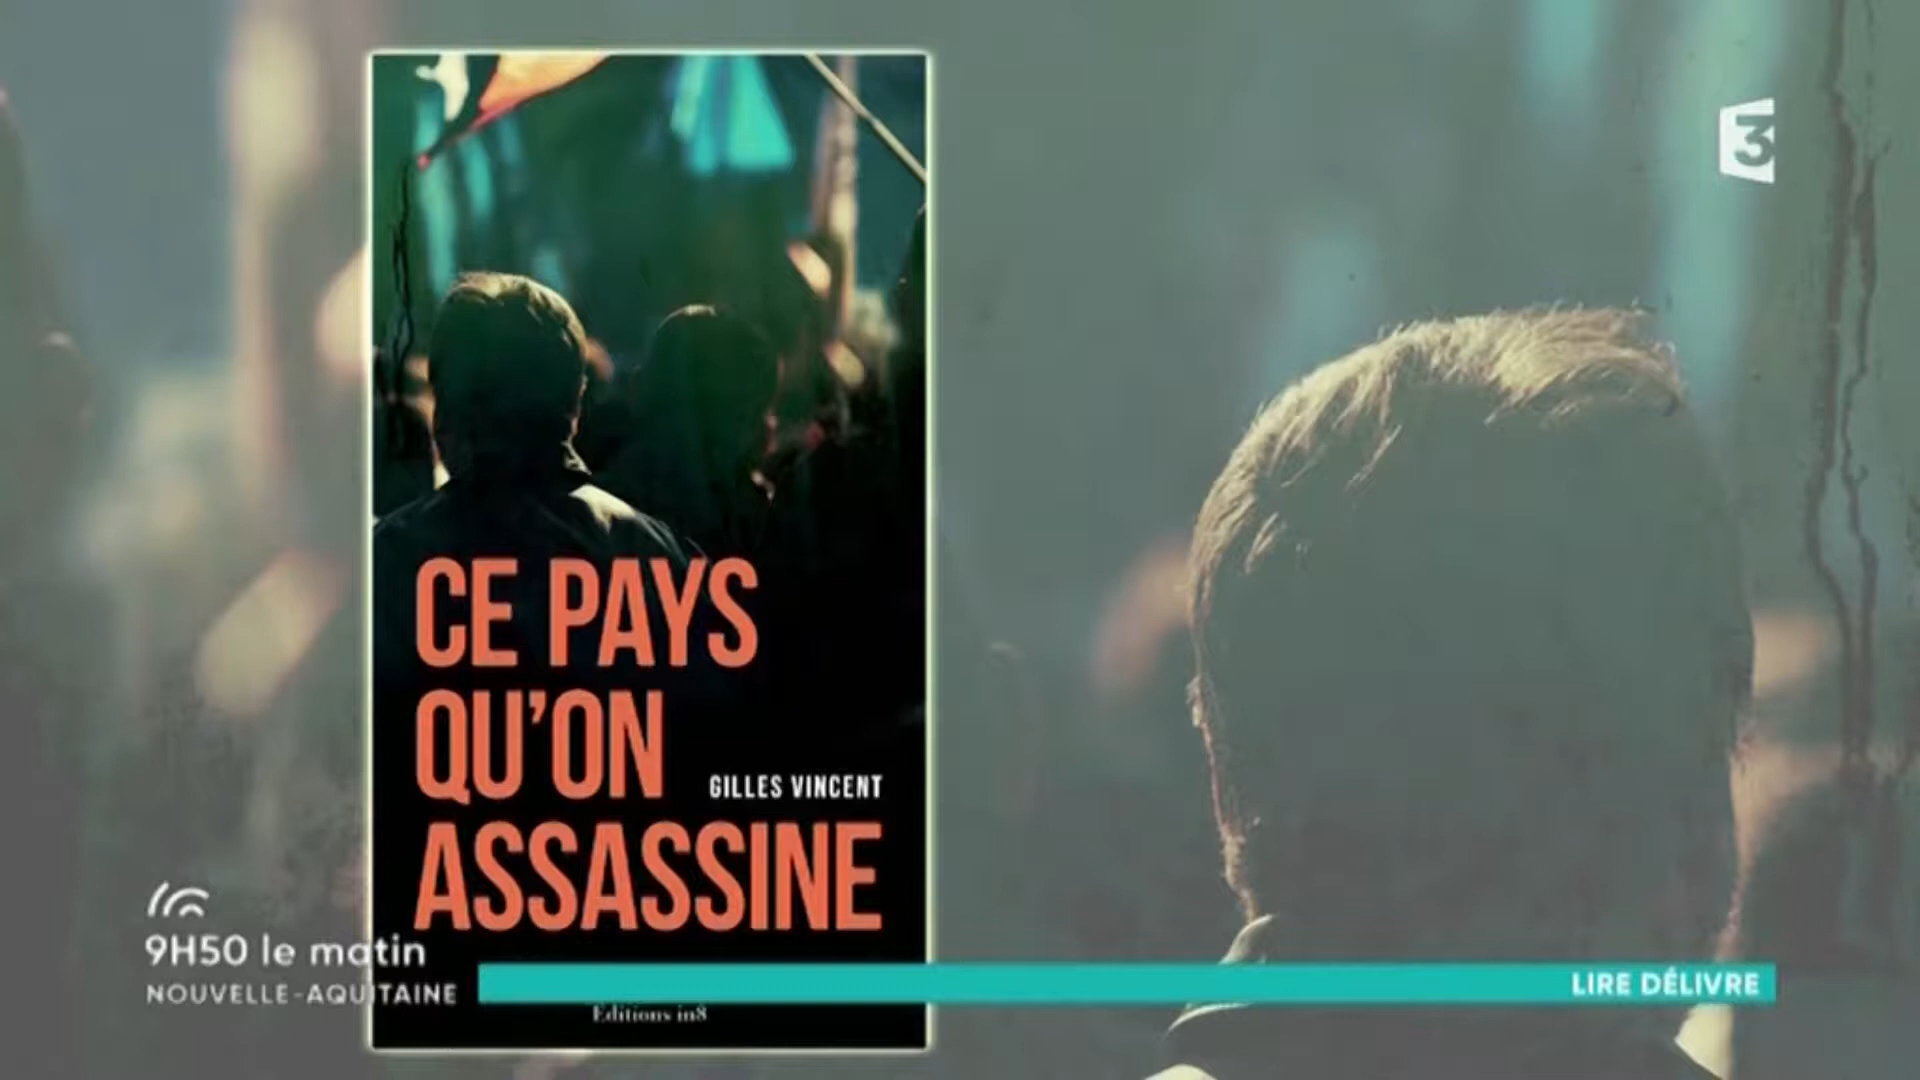 3
CE PAYS
QU'ON
GILLES VINCENT
ASSASSINE
9H50 le matin
NOUVELLE-AQUITAINE
LIRE DÉLIVRE
Editions in8